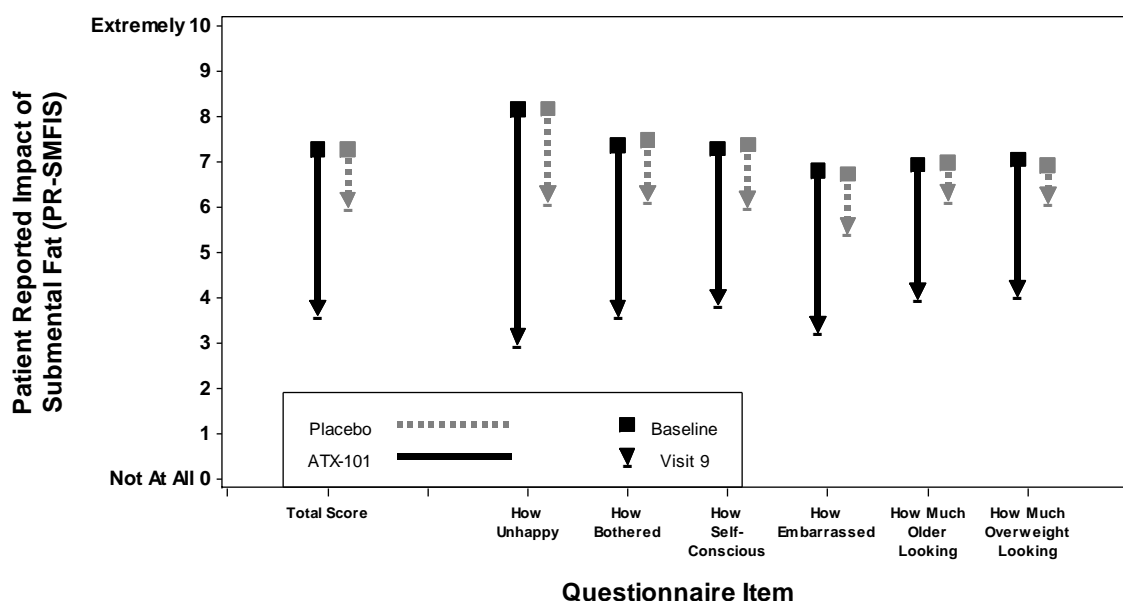 Patient Reported Impact of
Submental Fat (PR-SMFIS)
Extremely 10
9
8
7
6
5
4
3
2
1
Not At All 0
Placebo
Baseline
ATX-101
Visit 9
Total Score
How
Unhappy
How
Bothered
How
Self-
Conscious
How
Embarrassed
How Much
Older
Looking
How Much
Overweight
Looking
Questionnaire Item